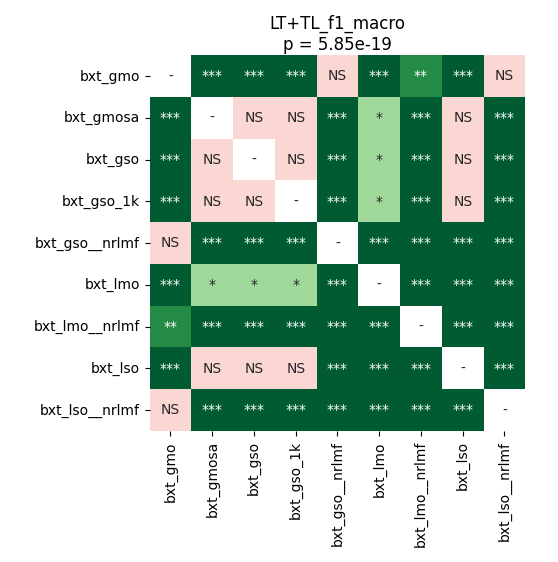 LT+TL_f1_macro
p = 5.85e-19
bxt_gmo - *** *** *** NS *** ** *** NS
bxt_gmosa *** - NS NS *** * *** NS ***
bxt_gso *** NS - NS *** * *** NS ***
bxt_gso_1k *** NS NS - *** * *** NS ***
bxt_gso__nrlmf NS *** *** *** - *** *** *** ***
bxt_lmo *** * * * *** - *** *** ***
bxt_lmo__nrlmf ** *** *** *** *** *** - *** ***
bxt_lso *** NS NS NS *** *** *** - ***
bxt_lso__nrlmf NS *** *** *** *** *** *** *** -
bxt_gmo
bxt_gmosa
bxt_gso
bxt_gso_1k
bxt_gso__nrlmf
bxt_lmo
bxt_lmo__nrlmf
bxt_lso
bxt_lso__nrlmf